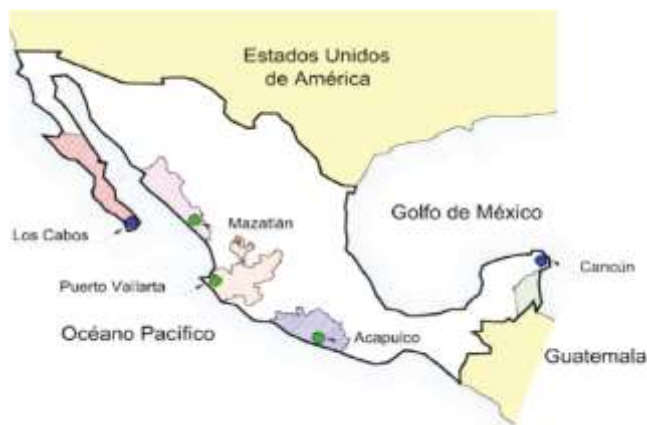 Estados Unidos
de América
Golfo de México
Mazatlán
Los Cabos
Cancún
Puerto Vallarta
Océano Pacifico
Acapulco
Guatemala